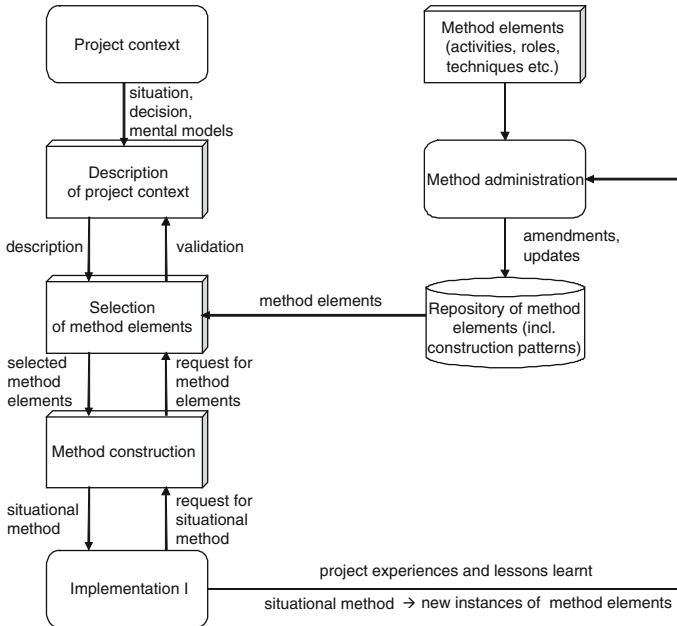 Project context
situation,
decision,
mental models
Description
of project context
description
validation
Selection
of method elements
selected
method
elements
request for
method
elements
Method construction
situational
method
request for
situational
method
Implementation I
Method elements
(activities, roles,
techniques etc.)
Method administration
amendments,
updates
Repository of method
elements (incl.
construction patterns)
method elements
project experiences and lessons learnt
situational method → new instances of method elements